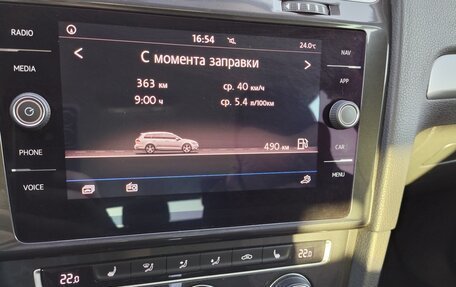 RADIO
16:54
24.0°C
NAV
С момента заправки
MEDIA
APP
363 км
ср. 40 км/ч
9:00 ч
ср. 5.4 л/100км
PHONE
490 км
CAR
VOICE
MENU
22.0
22.0